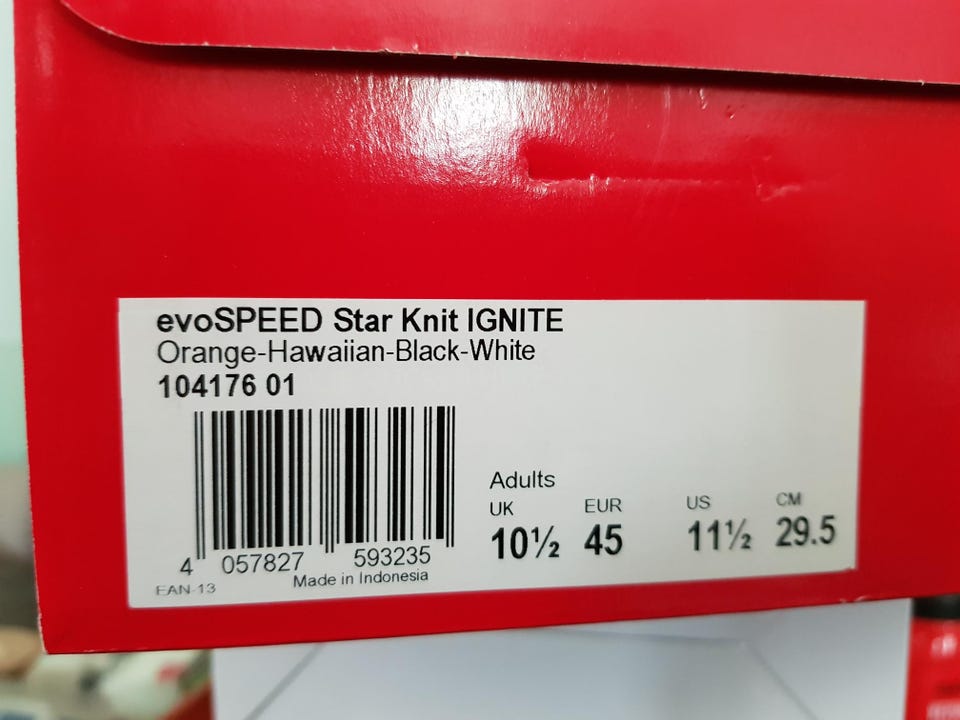 evoSPEED Star Knit IGNITE
Orange-Hawaiian-Black-White
104176 01
Adults
UK EUR US CM
10½ 45 11½ 29.5
4 057827 593235
EAN-13 Made in Indonesia